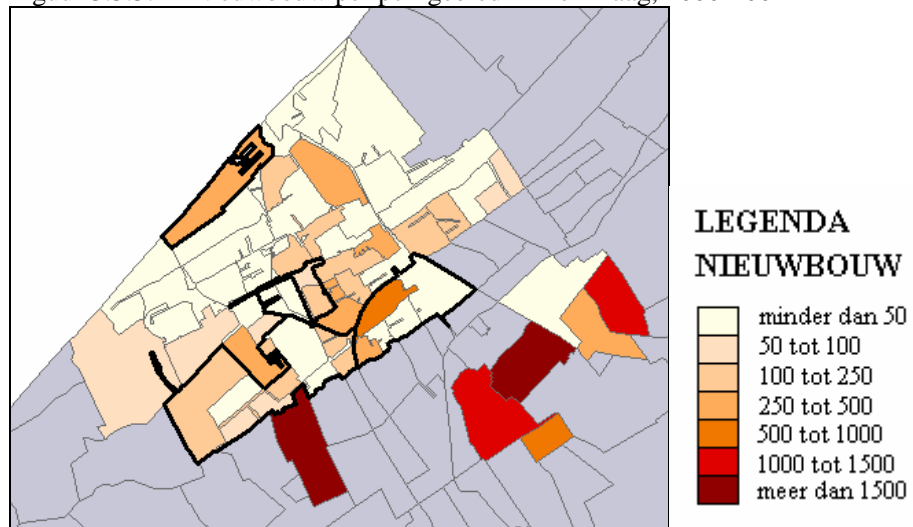 LEGENDA
NIEUWBOUW
minder dan 50
50 tot 100
100 tot 250
250 tot 500
500 tot 1000
1000 tot 1500
meer dan 1500